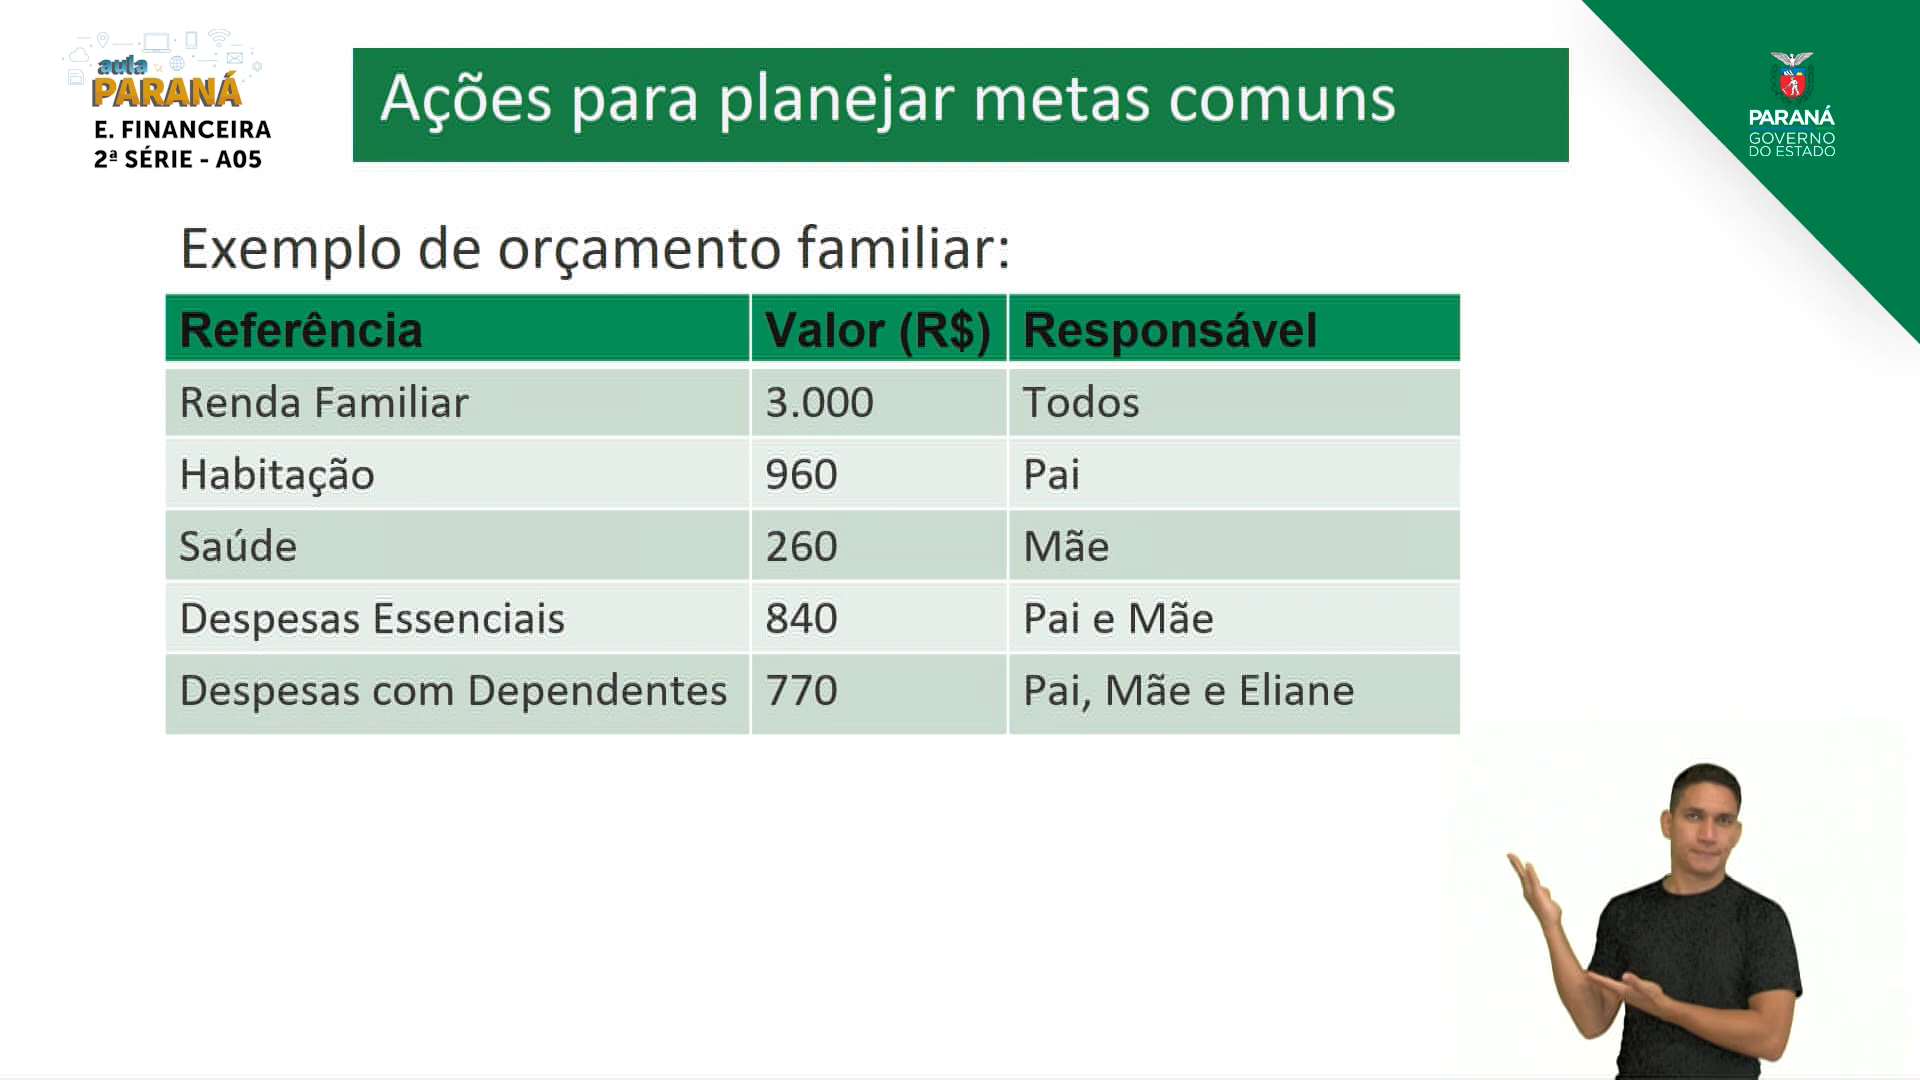 aula
PARANÁ
E. FINANCEIRA
2ª SÉRIE - A05
Ações para planejar metas comuns
PARANÁ
GOVERNO
DO ESTADO
Exemplo de orçamento familiar:
Referência Valor (R$) Responsável
Renda Familiar 3.000 Todos
Habitação 960 Pai
Saúde 260 Mãe
Despesas Essenciais 840 Pai e Mãe
Despesas com Dependentes 770 Pai, Mãe e Eliane